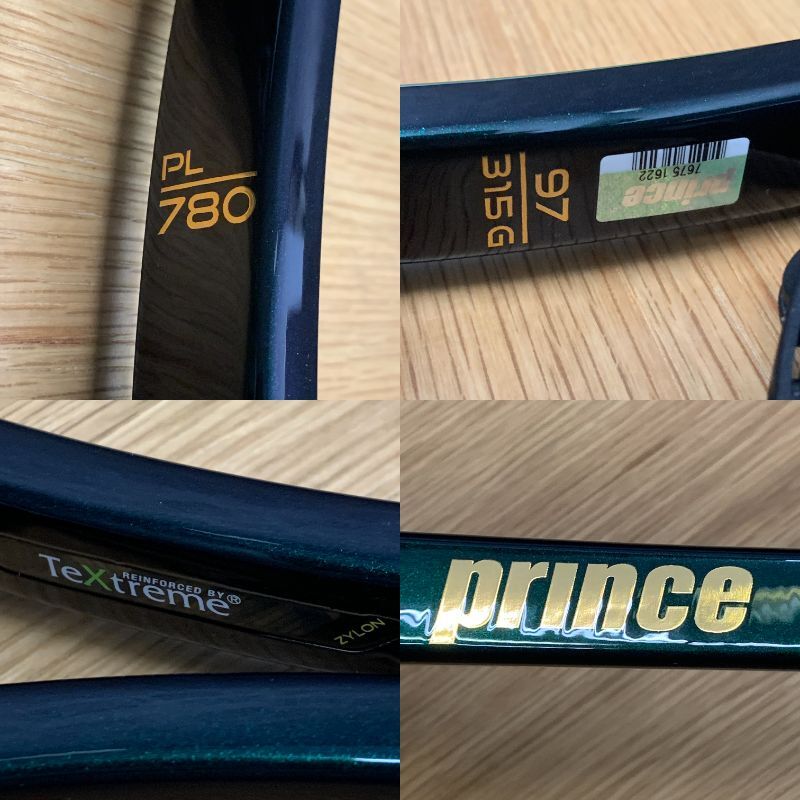 PL
780
97
315G
prince
7675 1622
REINFORCED BY
TeXtreme®
ZYLON
prince